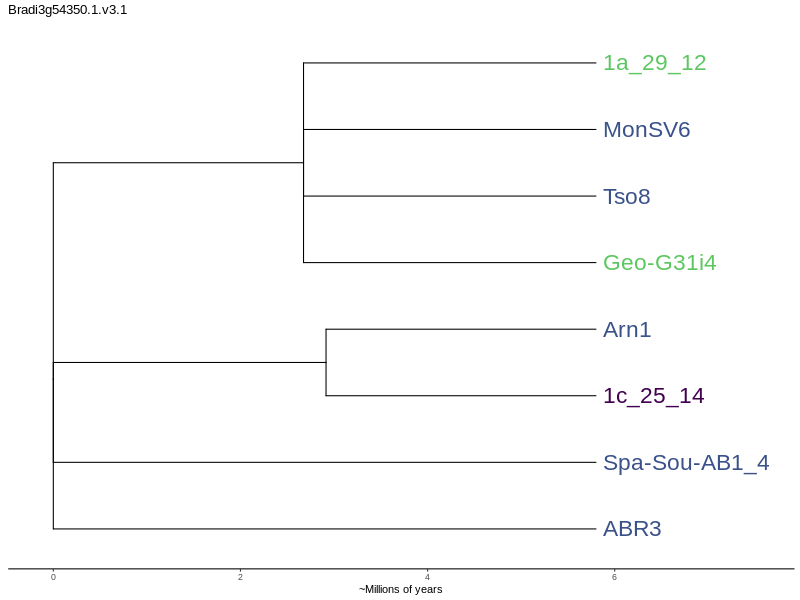 Bradi3g54350.1.v3.1
1a_29_12
MonSV6
Tso8
Geo-G31i4
Arn1
1c_25_14
Spa-Sou-AB1_4
ABR3
0 2 4 6
~Millions of years